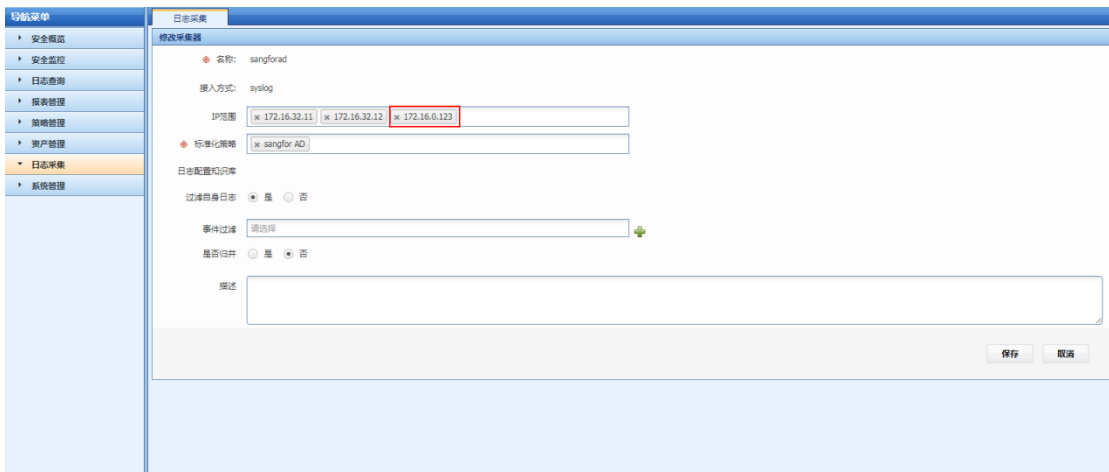 导航菜单
安全概览
安全监控
日志查询
报表管理
策略管理
资产管理
日志采集
系统管理
日志采集
修改采集器
名称: sangforad
接入方式: syslog
IP范围 172.16.32.11 172.16.32.12 172.16.0.123
标准化策略 sangfor AD
日志配置知识库
过滤自身日志 是 否
事件过滤 请选择
是否归并 是 否
描述
保存 取消